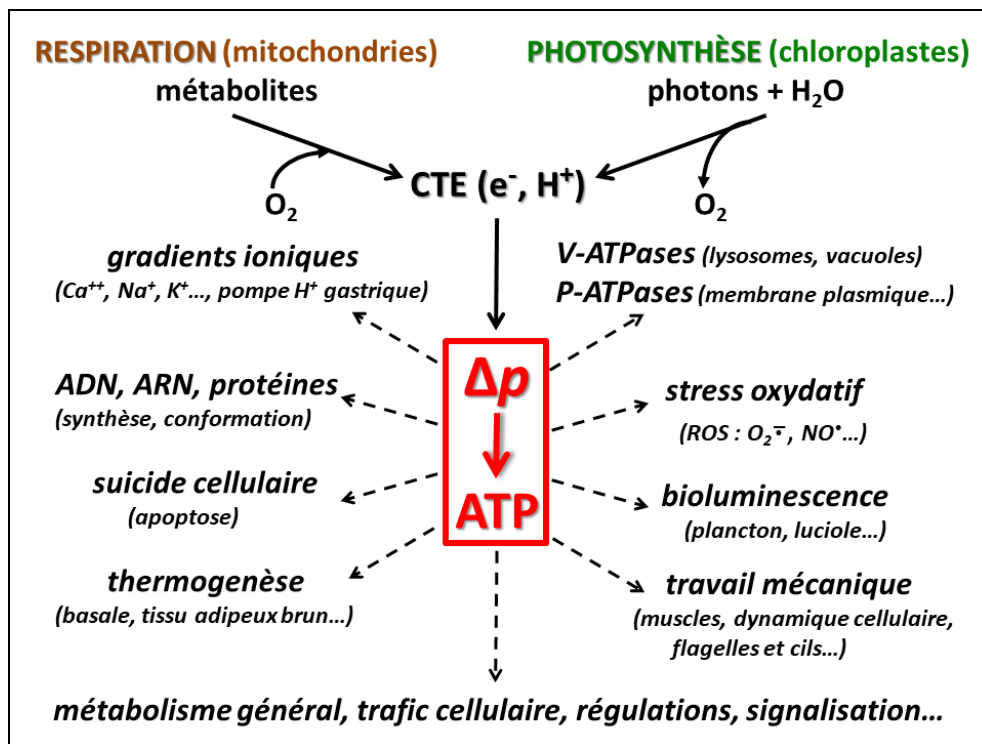 RESPIRATION (mitochondries)
métabolites
PHOTOSYNTHÈSE (chloroplastes)
photons + H₂O
CTE (e⁻, H⁺)
O₂
O₂
gradients ioniques
(Ca⁺⁺, Na⁺, K⁺..., pompe H⁺ gastrique)
V-ATPases (lysosomes, vacuoles)
P-ATPases (membrane plasmique...)
Δp
ATP
ADN, ARN, protéines
(synthèse, conformation)
stress oxydatif
(ROS : O₂•̅, NO•...)
suicide cellulaire
(apoptose)
bioluminescence
(plancton, luciole...)
thermogenèse
(basale, tissu adipeux brun...)
travail mécanique
(muscles, dynamique cellulaire,
flagelles et cils...)
métabolisme général, trafic cellulaire, régulations, signalisation...